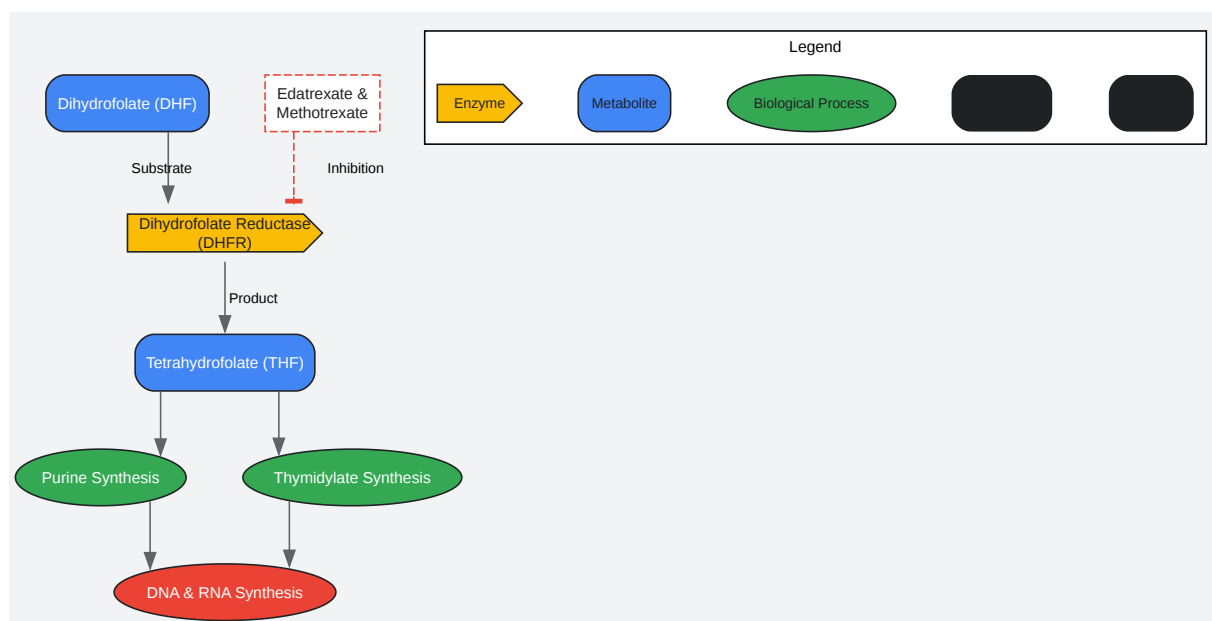 Legend
Dihydrofolate (DHF)
Edatrexate &
Methotrexate
Enzyme
Metabolite
Biological Process
Substrate
Inhibition
Dihydrofolate Reductase
(DHFR)
Product
Tetrahydrofolate (THF)
Purine Synthesis
Thymidylate Synthesis
DNA & RNA Synthesis